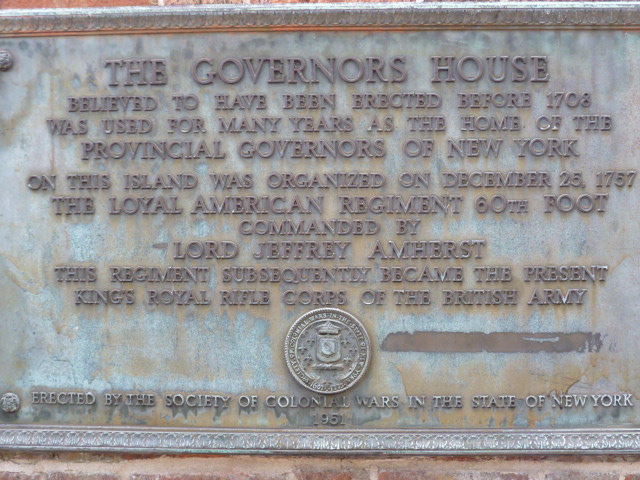 THE GOVERNORS HOUSE
BELIEVED TO HAVE BEEN ERECTED BEFORE 1708
WAS USED FOR MANY YEARS AS THE HOME OF THE
PROVINCIAL GOVERNORS OF NEW YORK
ON THIS ISLAND WAS ORGANIZED ON DECEMBER 25, 1757
THE LOYAL AMERICAN REGIMENT 60TH FOOT
COMMANDED BY
LORD JEFFREY AMHERST
THIS REGIMENT SUBSEQUENTLY BECAME THE PRESENT
KING'S ROYAL RIFLE CORPS OF THE BRITISH ARMY
ERECTED BY THE SOCIETY OF COLONIAL WARS IN THE STATE OF NEW YORK
1951